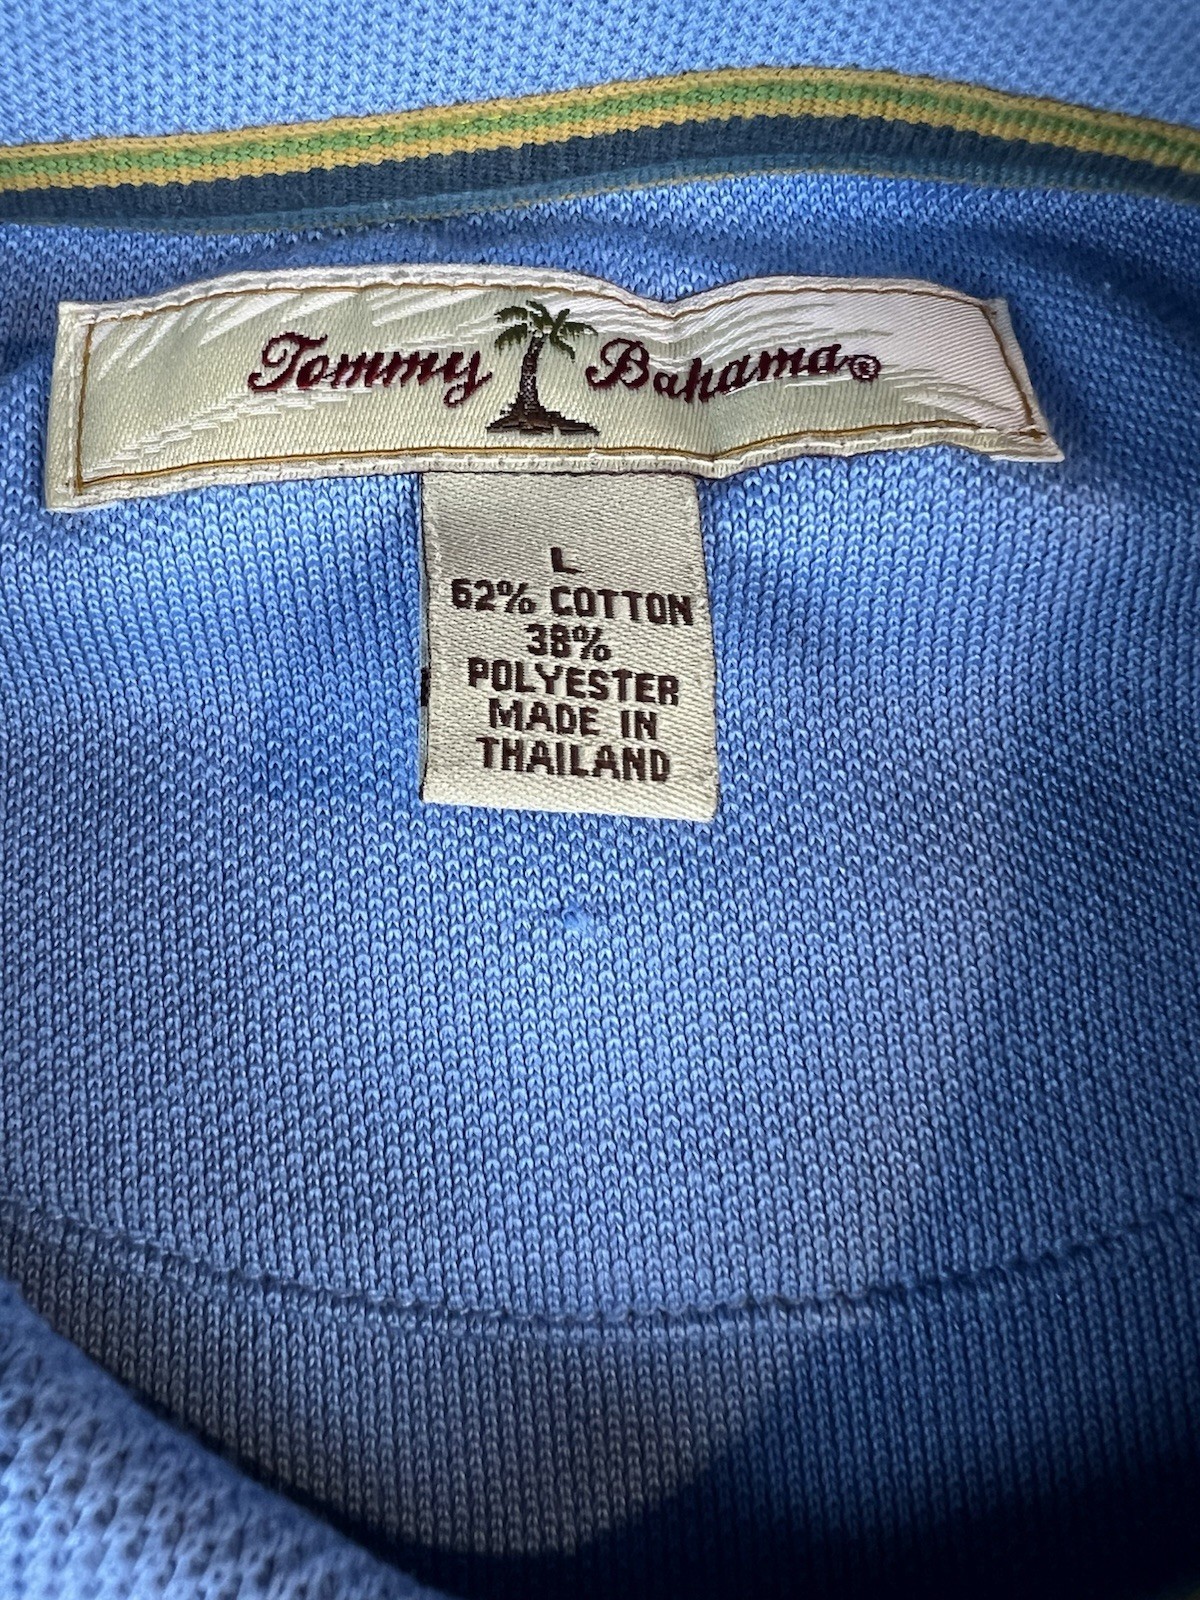 Tommy Bahama®
L
62% COTTON
38%
POLYESTER
MADE IN
THAILAND